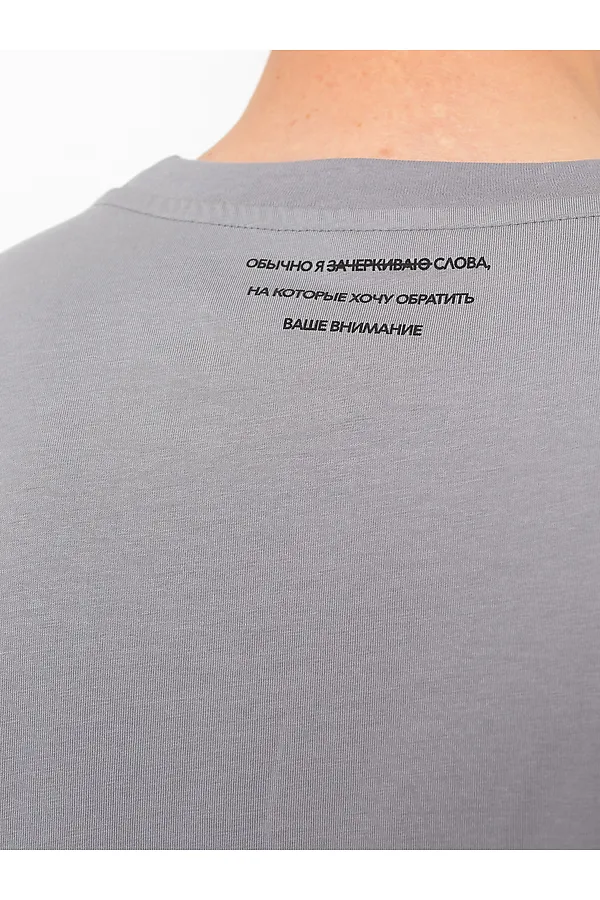 ОБЫЧНО Я ЗАЧЕРКИВАЮ СЛОВА,
НА КОТОРЫЕ ХОЧУ ОБРАТИТЬ
ВАШЕ ВНИМАНИЕ